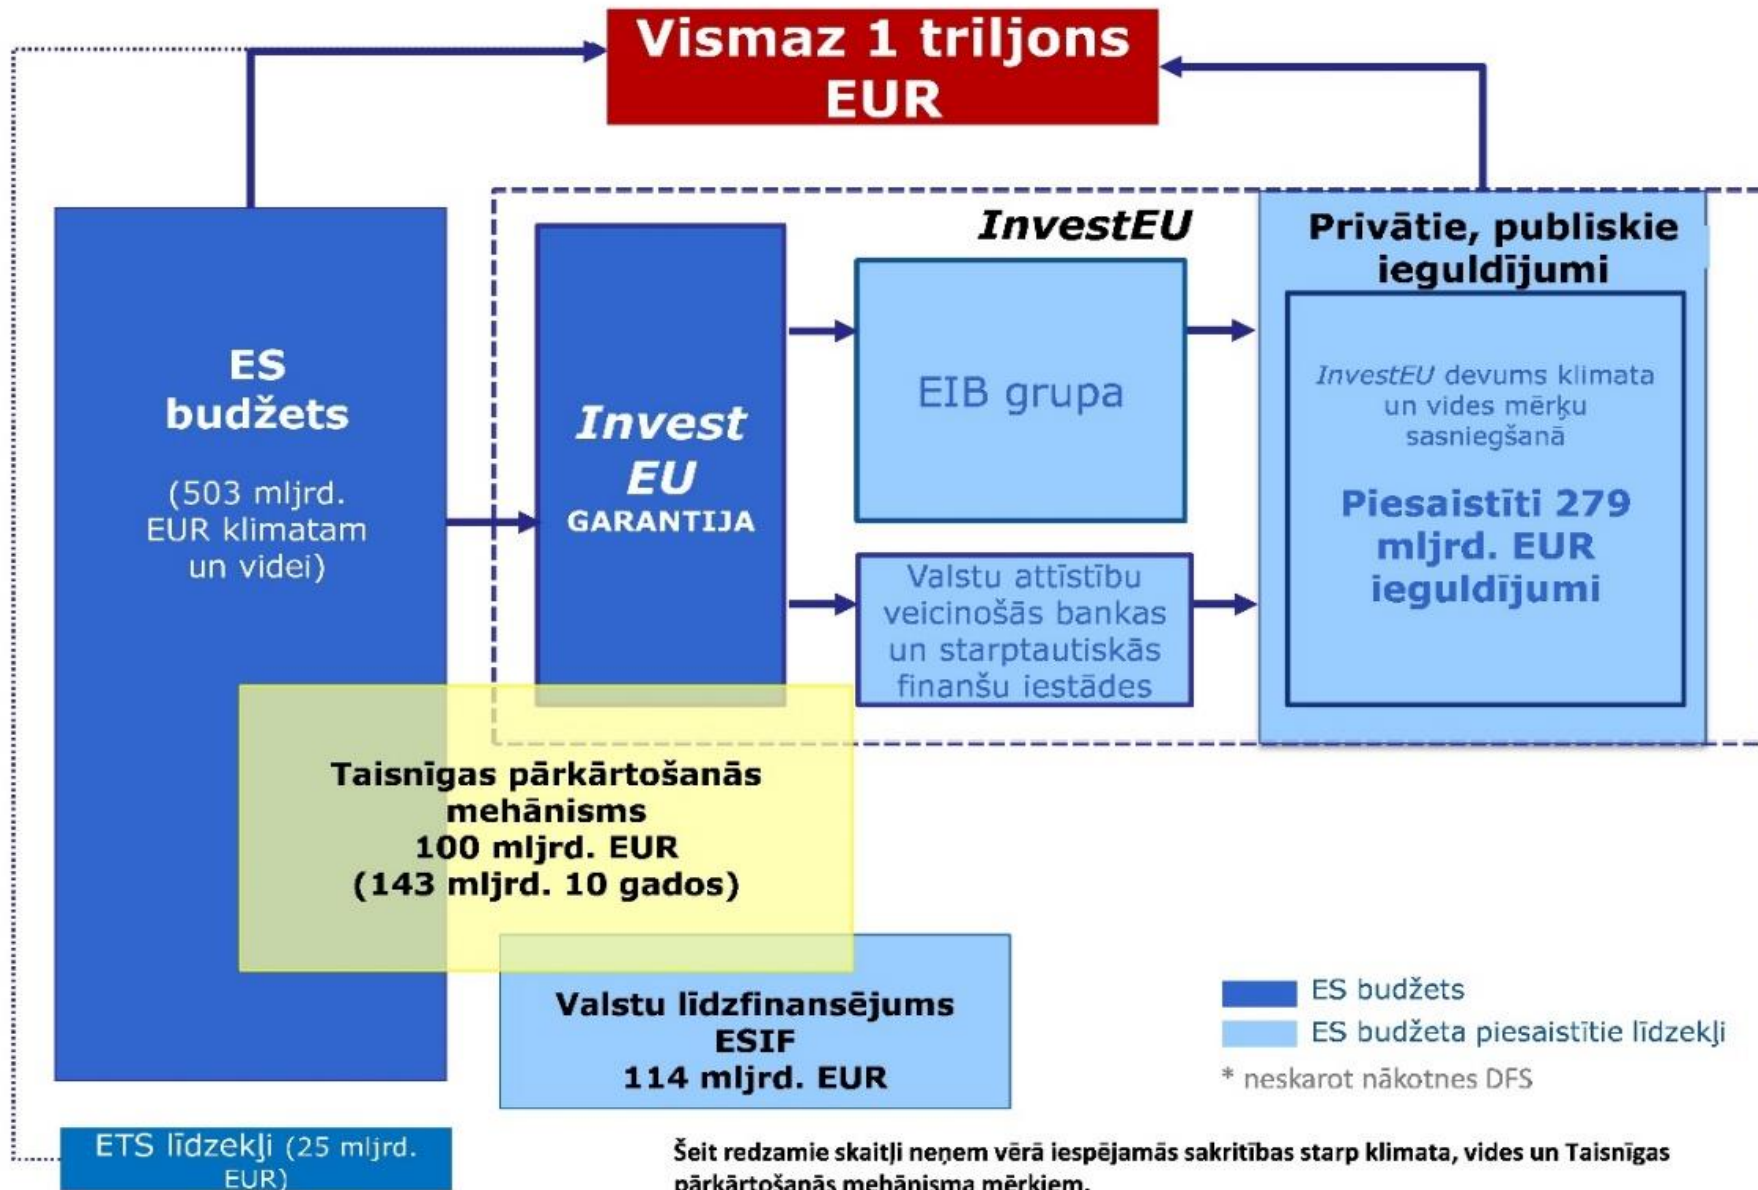 Vismaz 1 triljons
EUR
ES
budžets
(503 mljrd.
EUR klimatam
un videi)
InvestEU
Invest
EU
GARANTIJA
EIB grupa
Valstu attīstību
veicinošās bankas
un starptautiskās
finanšu iestādes
Privātie, publiskie
ieguldījumi
InvestEU devums klimata
un vides mērķu
sasniegšanā
Piesaistīti 279
mljrd. EUR
ieguldījumi
Taisnīgas pārkārtošanās
mehānisms
100 mljrd. EUR
(143 mljrd. 10 gados)
Valstu līdzfinansējums
ESIF
114 mljrd. EUR
ES budžets
ES budžeta piesaistītie līdzekļi
* neskarot nākotnes DFS
ETS līdzekļi (25 mljrd.
EUR)
Šeit redzamie skaitļi neņem vērā iespējamās sakritības starp klimata, vides un Taisnīgas
pārkārtošanās mehānisma mērķiem.